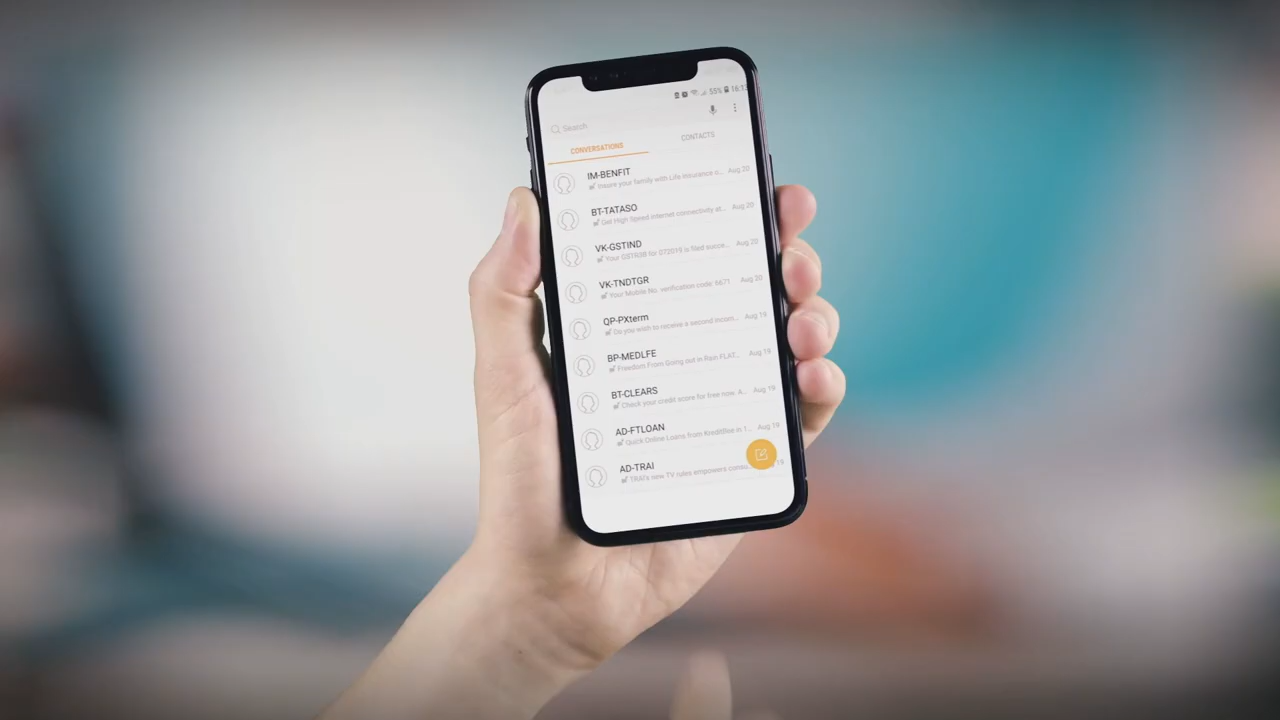 55% 16:13
Search
CONVERSATIONS CONTACTS
IM-BENFIT
Insure your family with Life Insurance o... Aug 20
BT-TATASO
Get High Speed internet connectivity at... Aug 20
VK-GSTIND
Your GSTR3B for 072019 is filed succe... Aug 20
VK-TNDTGR
Your Mobile No. verification code: 6671 Aug 20
QP-PXterm
Do you wish to receive a second incom... Aug 19
BP-MEDLFE
Freedom From Going out in Rain-FLAT... Aug 19
BT-CLEARS
Check your credit score for free now. A... Aug 19
AD-FTLOAN
Quick Online Loans from KreditBee in 1... Aug 19
AD-TRAI
TRAI's new TV rules empowers consu... 19